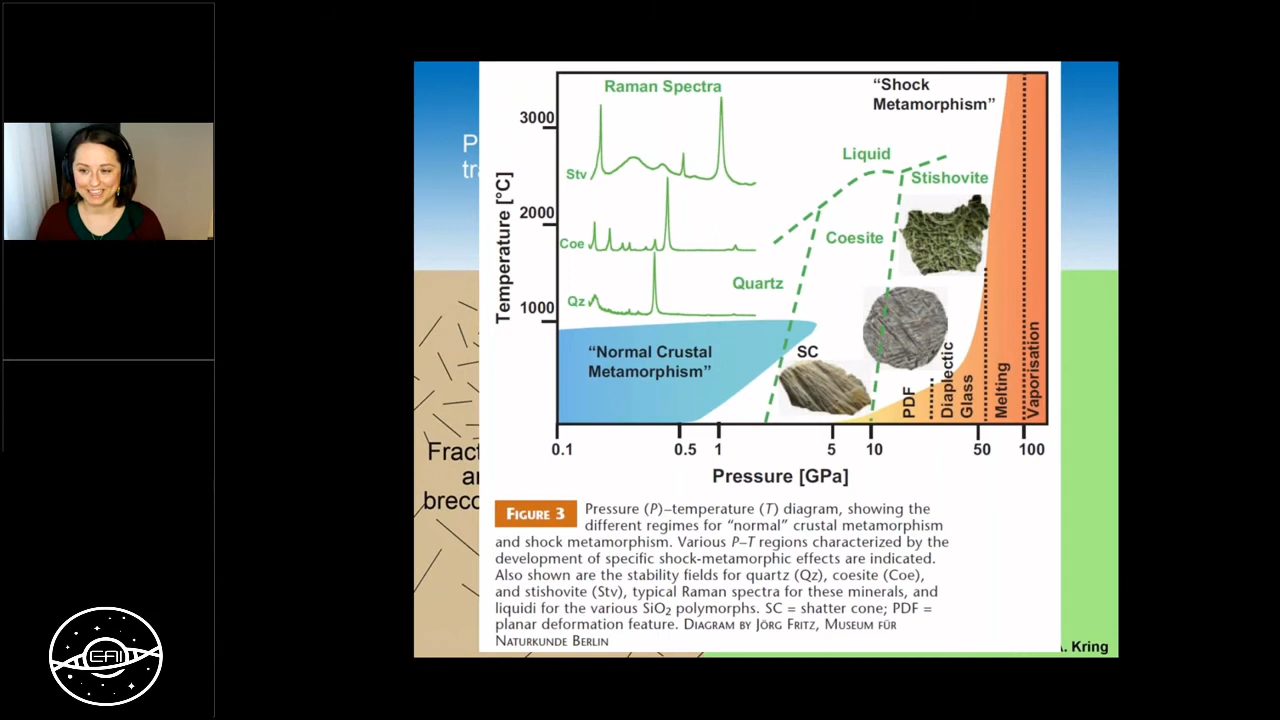 P
tra
Fract
a
brecc
Raman Spectra
"Shock
Metamorphism"
3000
2000
1000
Temperature [°C]
Stv
Coe
Qz
Liquid
Stishovite
Coesite
Quartz
"Normal Crustal
Metamorphism"
SC
PDF
Diaplectic
Glass
Melting
Vaporisation
0.1
0.5
1
5
10
50
100
Pressure [GPa]
FIGURE 3
Pressure (P)–temperature (T) diagram, showing the
different regimes for “normal” crustal metamorphism
and shock metamorphism. Various P–T regions characterized by the
development of specific shock-metamorphic effects are indicated.
Also shown are the stability fields for quartz (Qz), coesite (Coe),
and stishovite (Stv), typical Raman spectra for these minerals, and
liquidi for the various SiO₂ polymorphs. SC = shatter cone; PDF =
planar deformation feature. DIAGRAM BY JÖRG FRITZ, MUSEUM FÜR
NATURKUNDE BERLIN
. Kring
EAI